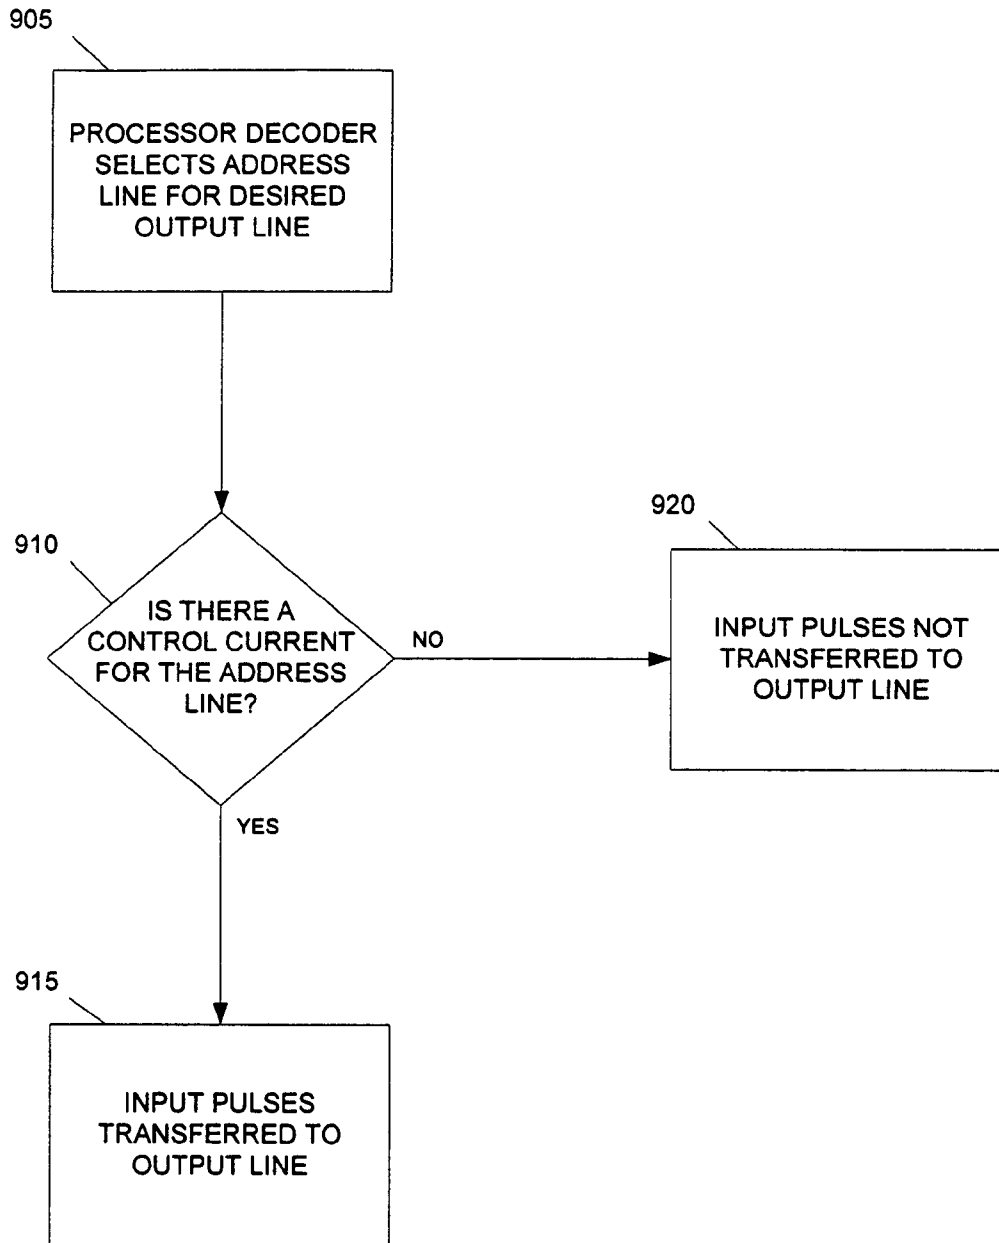 905
PROCESSOR DECODER
SELECTS ADDRESS
LINE FOR DESIRED
OUTPUT LINE
910
IS THERE A
CONTROL CURRENT
FOR THE ADDRESS
LINE?
NO
920
INPUT PULSES NOT
TRANSFERRED TO
OUTPUT LINE
YES
915
INPUT PULSES
TRANSFERRED TO
OUTPUT LINE